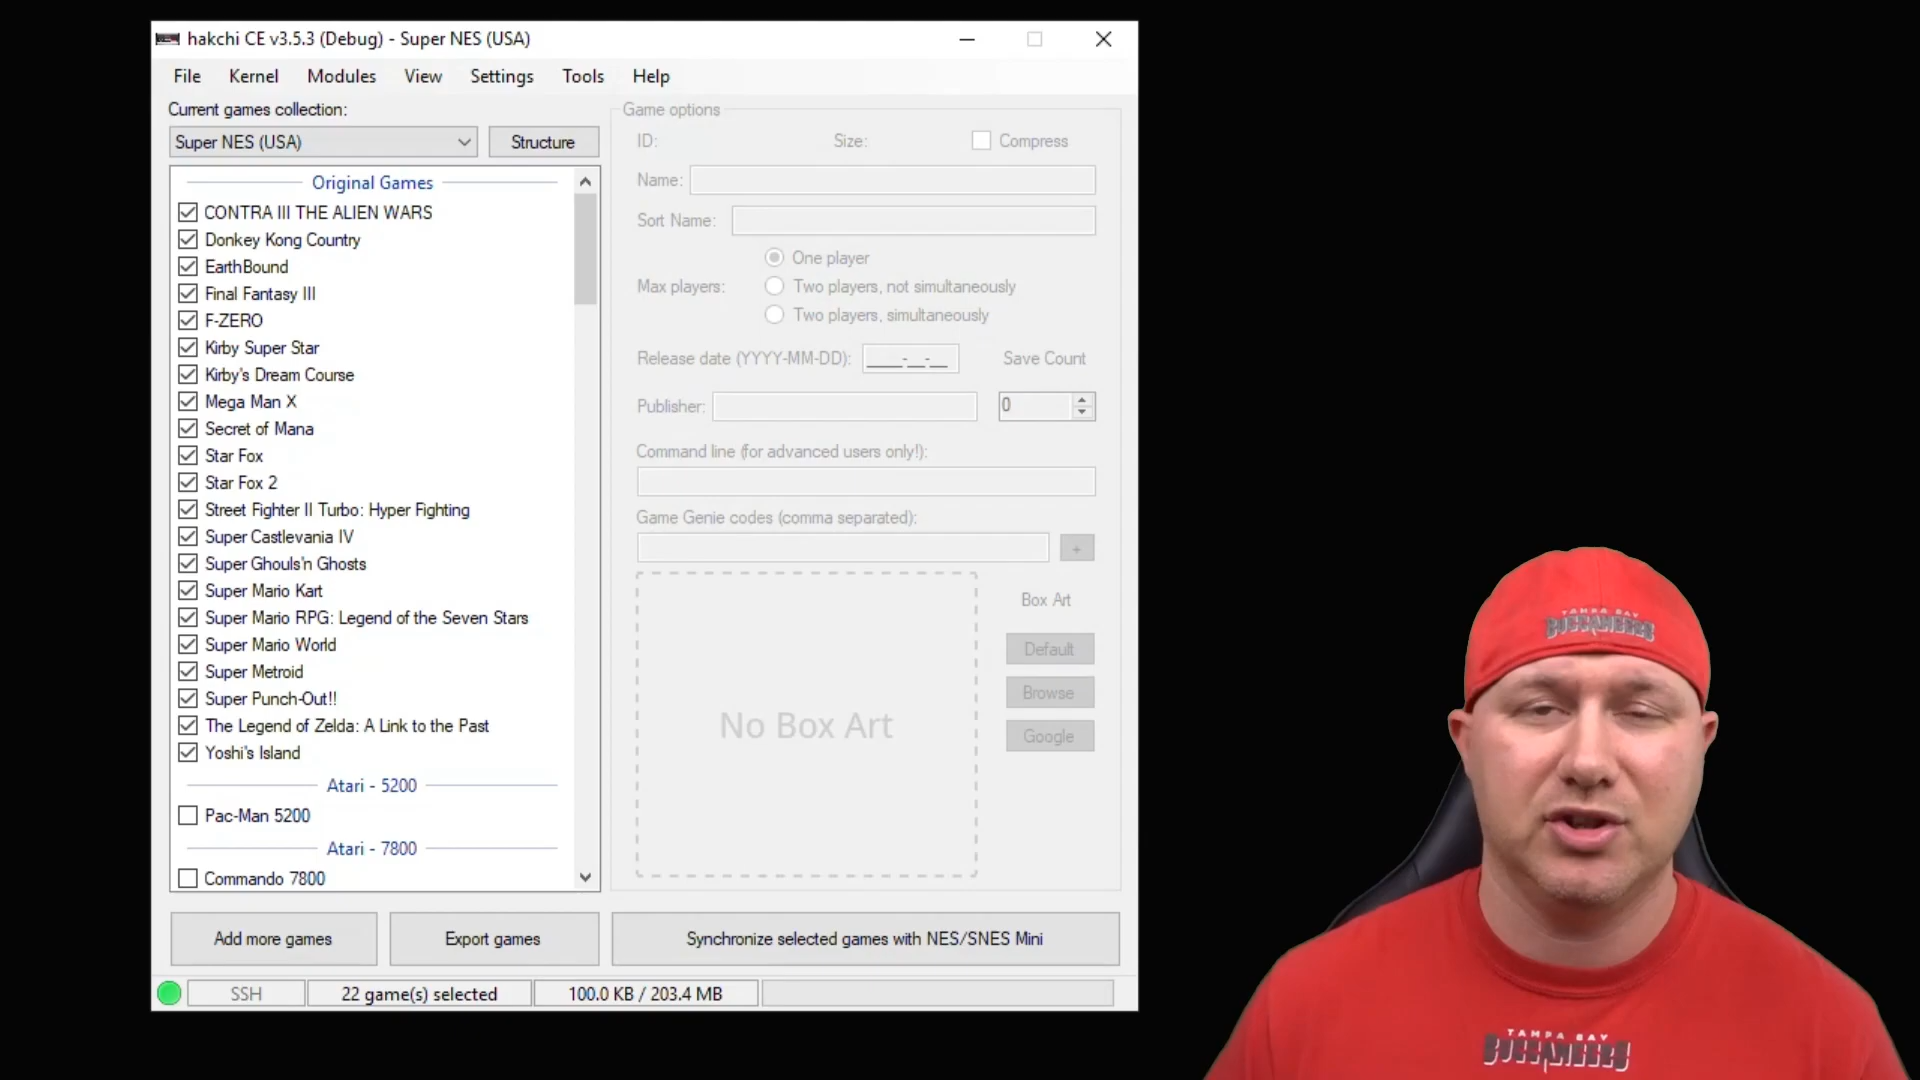 hakchi CE v3.5.3 (Debug) - Super NES (USA)
File Kernel Modules View Settings Tools Help
Current games collection:
Super NES (USA)
Structure
Original Games
CONTRA III THE ALIEN WARS
Donkey Kong Country
EarthBound
Final Fantasy III
F-ZERO
Kirby Super Star
Kirby's Dream Course
Mega Man X
Secret of Mana
Star Fox
Star Fox 2
Street Fighter II Turbo: Hyper Fighting
Super Castlevania IV
Super Ghouls'n Ghosts
Super Mario Kart
Super Mario RPG: Legend of the Seven Stars
Super Mario World
Super Metroid
Super Punch-Out!!
The Legend of Zelda: A Link to the Past
Yoshi's Island
Atari - 5200
Pac-Man 5200
Atari - 7800
Commando 7800
Game options
ID: Size: Compress
Name:
Sort Name:
Max players:
One player
Two players, not simultaneously
Two players, simultaneously
Release date (YYYY-MM-DD): ____-__-__ Save Count
Publisher: 0
Command line (for advanced users only!):
Game Genie codes (comma separated):
+
No Box Art
Box Art
Default
Browse
Google
Add more games
Export games
Synchronize selected games with NES/SNES Mini
SSH
22 game(s) selected
100.0 KB / 203.4 MB
TAMPA BAY
BUCCANEERS
TAMPA BAY
BUCCANEERS